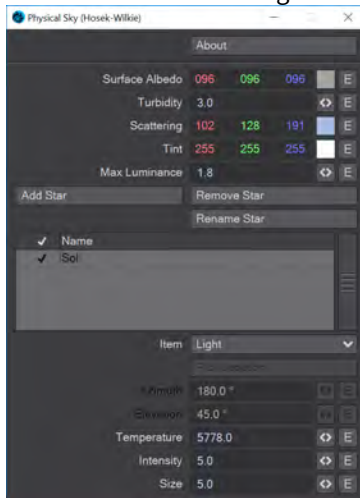 Physical Sky (Hosek-Wilkie)
About
Surface Albedo 096 096 096 E
Turbidity 3.0 E
Scattering 102 128 191 E
Tint 255 255 255 E
Max Luminance 1.8 E
Add Star Remove Star
Rename Star
Name
Sol
Item Light
Azimuth 180.0 ° E
Elevation 45.0 ° E
Temperature 5778.0 E
Intensity 5.0 E
Size 5.0 E